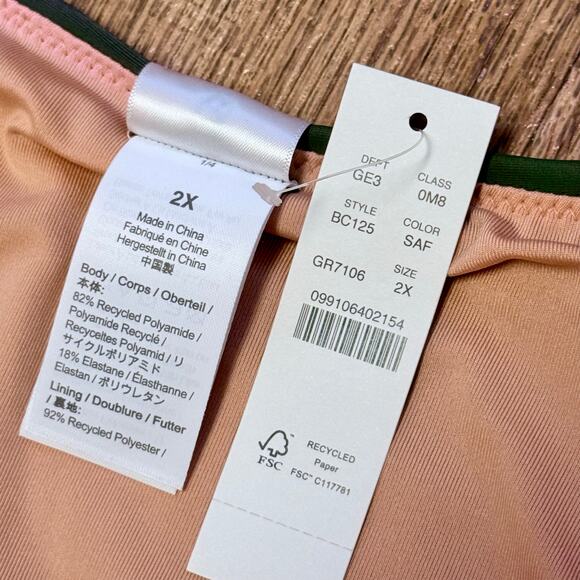 1/4
2X
Made in China
Fabriqué en Chine
Hergestellt in China
中国製
Body / Corps / Oberteil /
本体:
82% Recycled Polyamide /
Polyamide Recyclé /
Recyceltes Polyamid / リ
サイクルポリアミド
18% Elastane / Élasthanne /
Elastan / ポリウレタン
Lining / Doublure / Futter
/ 裏地:
92% Recycled Polyester /
DEPT CLASS
GE3 0M8
STYLE COLOR
BC125 SAF
GR7106 SIZE
2X
099106402154
FSC
RECYCLED
Paper
FSC™ C117781